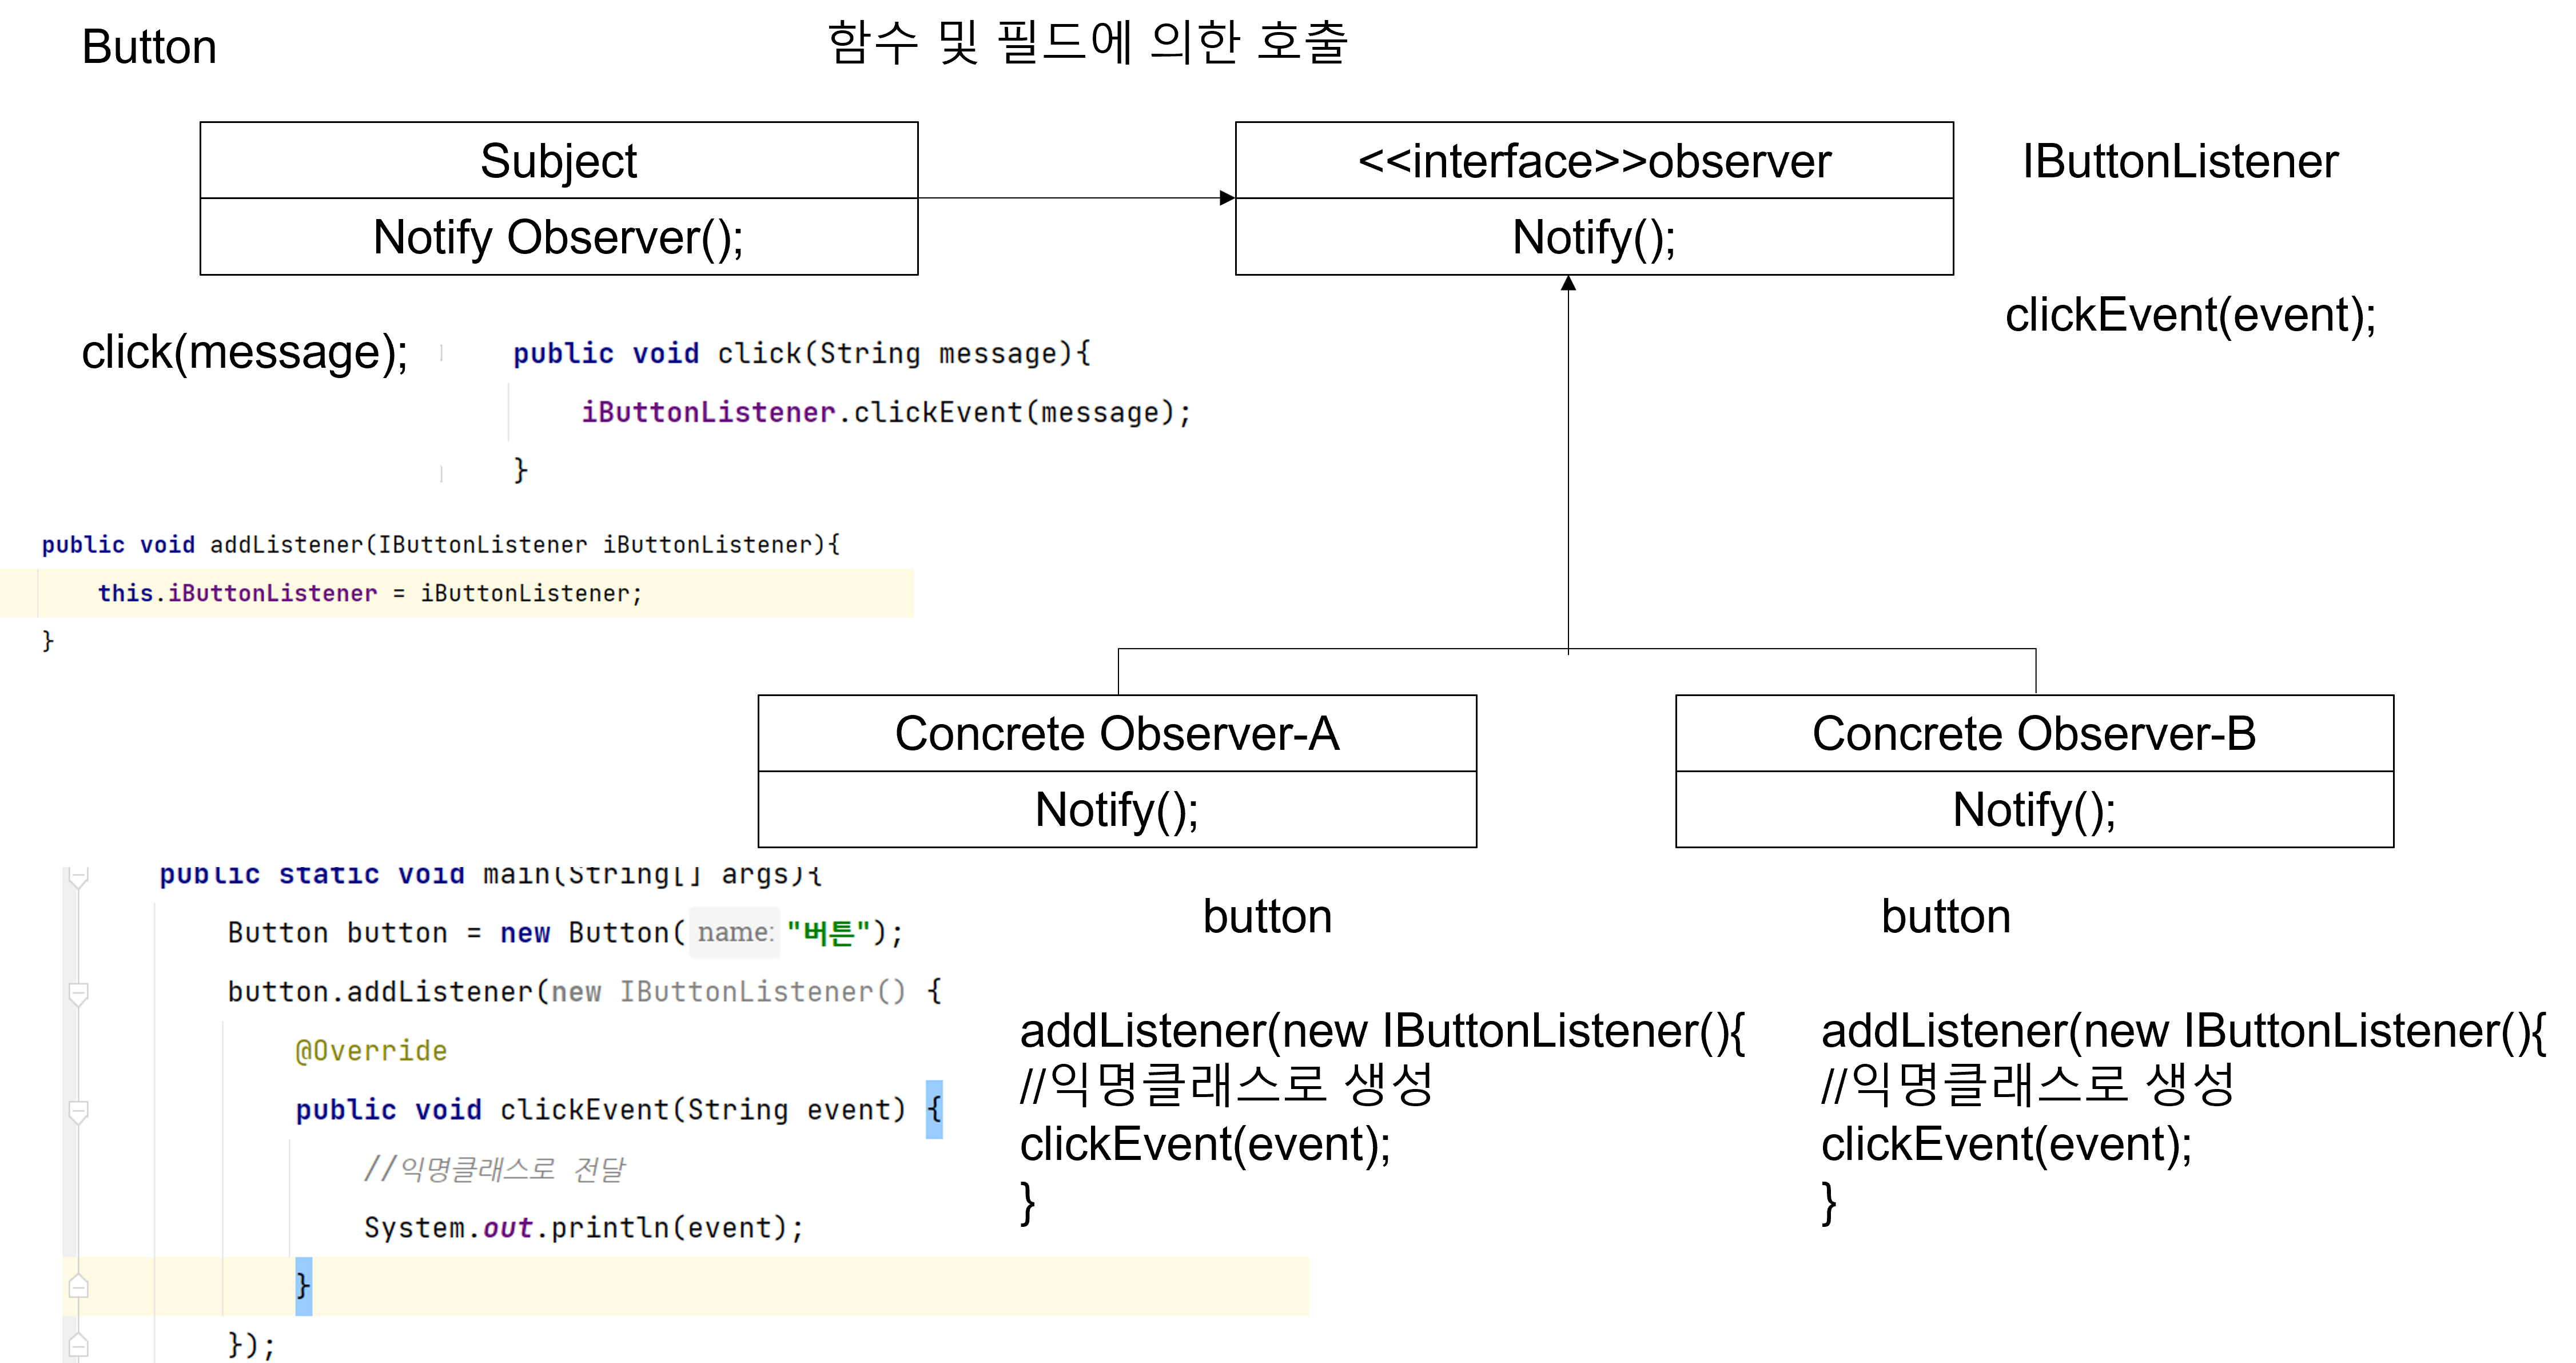 Button
함수 및 필드에 의한 호출
Subject
Notify Observer();
<<interface>>observer
Notify();
IButtonListener
clickEvent(event);
click(message);
public void click(String message){
iButtonListener.clickEvent(message);
}
public void addListener(IButtonListener iButtonListener){
this.iButtonListener = iButtonListener;
}
Concrete Observer-A
Notify();
Concrete Observer-B
Notify();
public static void main(String[] args){
Button button = new Button( name: "버튼");
button.addListener(new IButtonListener() {
@Override
public void clickEvent(String event) {
//익명클래스로 전달
System.out.println(event);
}
});
button
addListener(new IButtonListener(){
//익명클래스로 생성
clickEvent(event);
}
button
addListener(new IButtonListener(){
//익명클래스로 생성
clickEvent(event);
}